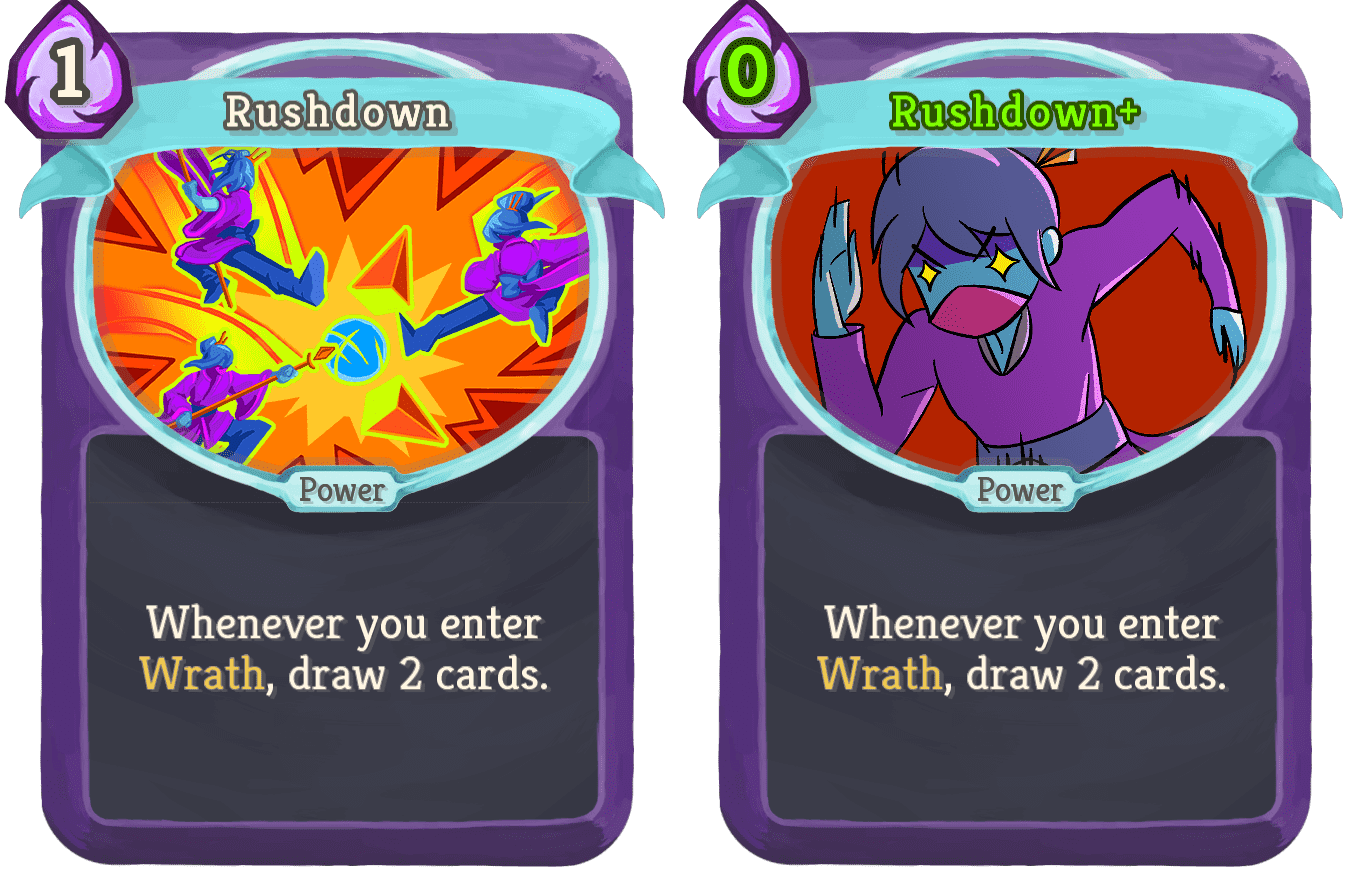 1
Rushdown
Power
Whenever you enter
Wrath, draw 2 cards.
0
Rushdown+
Power
Whenever you enter
Wrath, draw 2 cards.